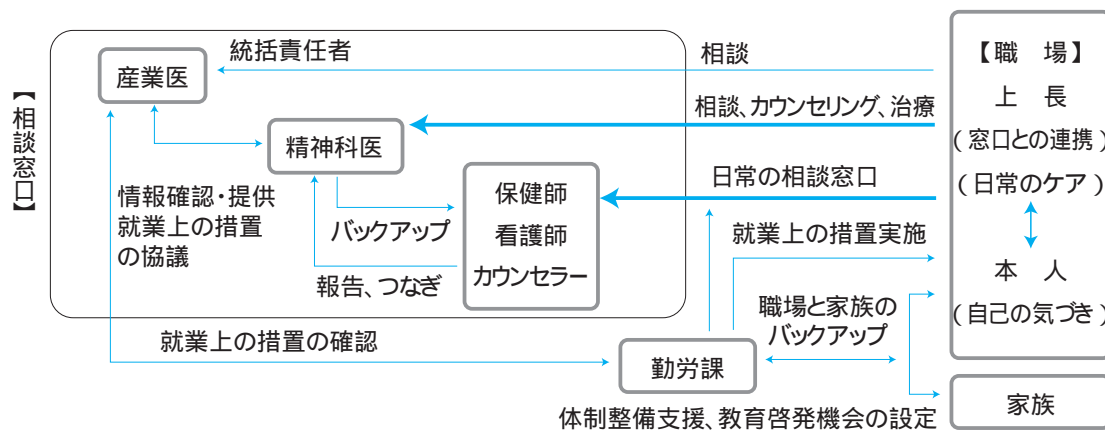 【相談窓口】
統括責任者
産業医
精神科医
情報確認・提供
就業上の措置
の協議
バックアップ
報告、つなぎ
保健師
看護師
カウンセラー
相談
相談、カウンセリング、治療
日常の相談窓口
就業上の措置実施
職場と家族の
バックアップ
就業上の措置の確認
勤労課
体制整備支援、教育啓発機会の設定
【職　場】
上　長
(窓口との連携)
(日常のケア)
本　人
(自己の気づき)
家族